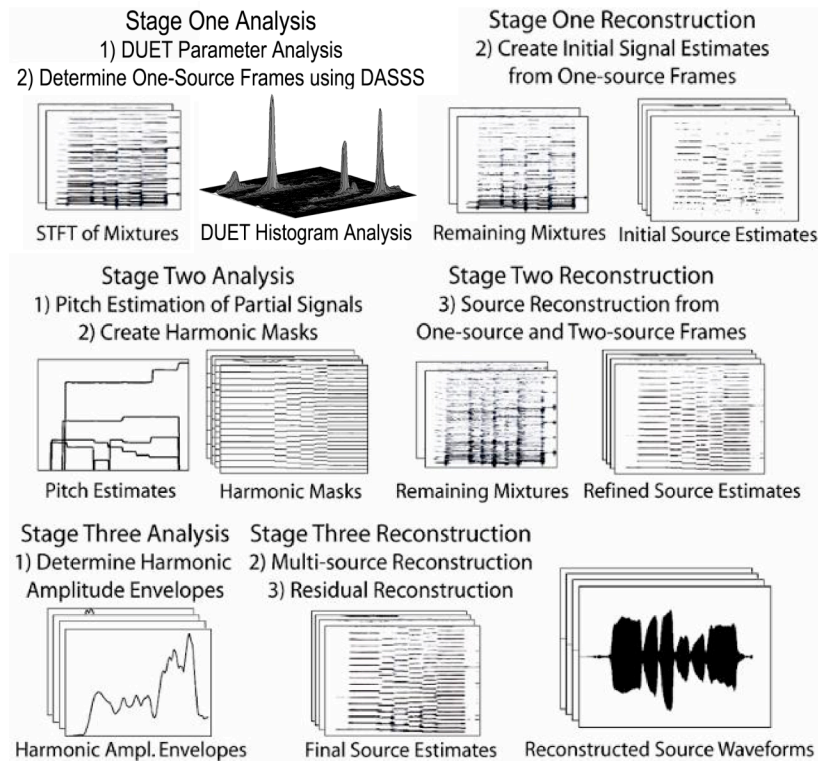 Stage One Analysis
1) DUET Parameter Analysis
2) Determine One-Source Frames using DASSS
STFT of Mixtures
DUET Histogram Analysis
Stage One Reconstruction
2) Create Initial Signal Estimates
from One-source Frames
Remaining Mixtures
Initial Source Estimates
Stage Two Analysis
1) Pitch Estimation of Partial Signals
2) Create Harmonic Masks
Pitch Estimates
Harmonic Masks
Stage Two Reconstruction
3) Source Reconstruction from
One-source and Two-source Frames
Remaining Mixtures
Refined Source Estimates
Stage Three Analysis
1) Determine Harmonic
Amplitude Envelopes
Harmonic Ampl. Envelopes
Stage Three Reconstruction
2) Multi-source Reconstruction
3) Residual Reconstruction
Final Source Estimates
Reconstructed Source Waveforms